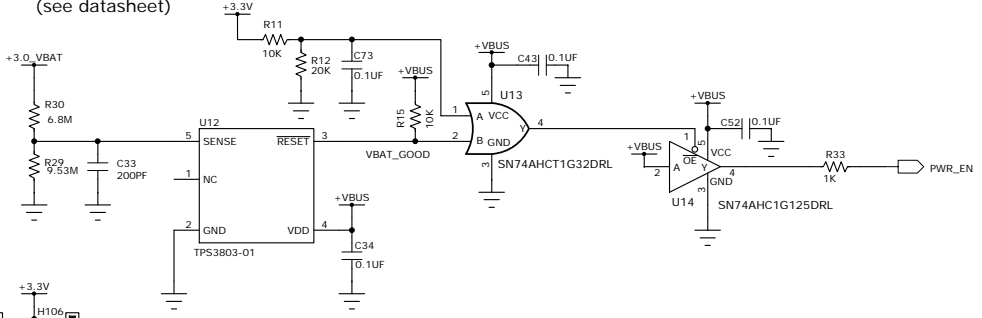 (see datasheet)
+3.3V
R11
10K
R12
20K
C73
0.1UF
+3.0_VBAT
R30
6.8M
R29
9.53M
C33
200PF
U12
5 SENSE
RESET 3
1 NC
2 GND
VDD 4
TPS3803-01
+VBUS
C34
0.1UF
+VBUS
R15
10K
VBAT_GOOD
+VBUS
C43
0.1UF
U13
5
1 A VCC
Y 4
2 B GND
3
SN74AHCT1G32DRL
+VBUS
C52
0.1UF
+VBUS
1
5
OE VCC
2 A Y 4
GND
3
U14
SN74AHC1G125DRL
R33
1K
PWR_EN
+3.3V
H106